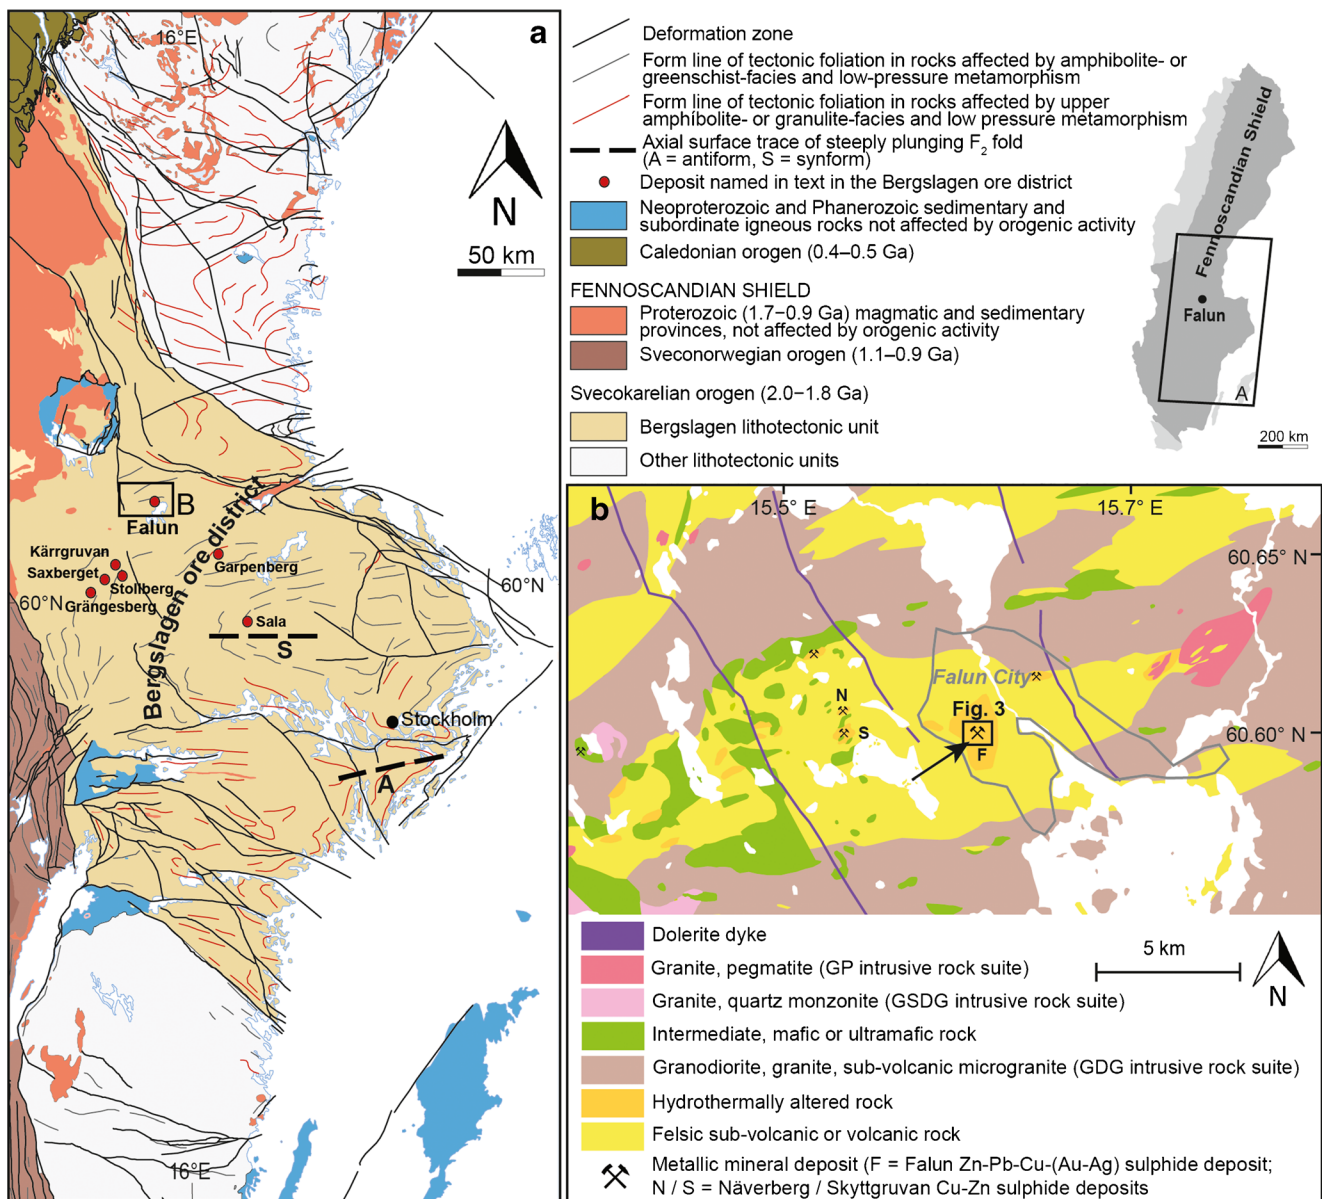 a
16°E
N
50 km
B
Falun
Bergslagen ore district
Kärrgruvan
Saxberget
Stollberg
Grängesberg
Garpenberg
60°N
60°N
Sala
S
Stockholm
A
16°E
Deformation zone
Form line of tectonic foliation in rocks affected by amphibolite- or
greenschist-facies and low-pressure metamorphism
Form line of tectonic foliation in rocks affected by upper
amphibolite- or granulite-facies and low pressure metamorphism
Axial surface trace of steeply plunging F2 fold
(A = antiform, S = synform)
Deposit named in text in the Bergslagen ore district
Neoproterozoic and Phanerozoic sedimentary and
subordinate igneous rocks not affected by orogenic activity
Caledonian orogen (0.4–0.5 Ga)
FENNOSCANDIAN SHIELD
Proterozoic (1.7–0.9 Ga) magmatic and sedimentary
provinces, not affected by orogenic activity
Sveconorwegian orogen (1.1–0.9 Ga)
Svecokarelian orogen (2.0–1.8 Ga)
Bergslagen lithotectonic unit
Other lithotectonic units
Fennoscandian Shield
Falun
A
200 km
b
15.5° E
15.7° E
60.65° N
Falun City
N
S
Fig. 3
F
60.60° N
Dolerite dyke
Granite, pegmatite (GP intrusive rock suite)
Granite, quartz monzonite (GSDG intrusive rock suite)
Intermediate, mafic or ultramafic rock
Granodiorite, granite, sub-volcanic microgranite (GDG intrusive rock suite)
Hydrothermally altered rock
Felsic sub-volcanic or volcanic rock
Metallic mineral deposit (F = Falun Zn-Pb-Cu-(Au-Ag) sulphide deposit;
N / S = Näverberg / Skyttgruvan Cu-Zn sulphide deposits
5 km
N